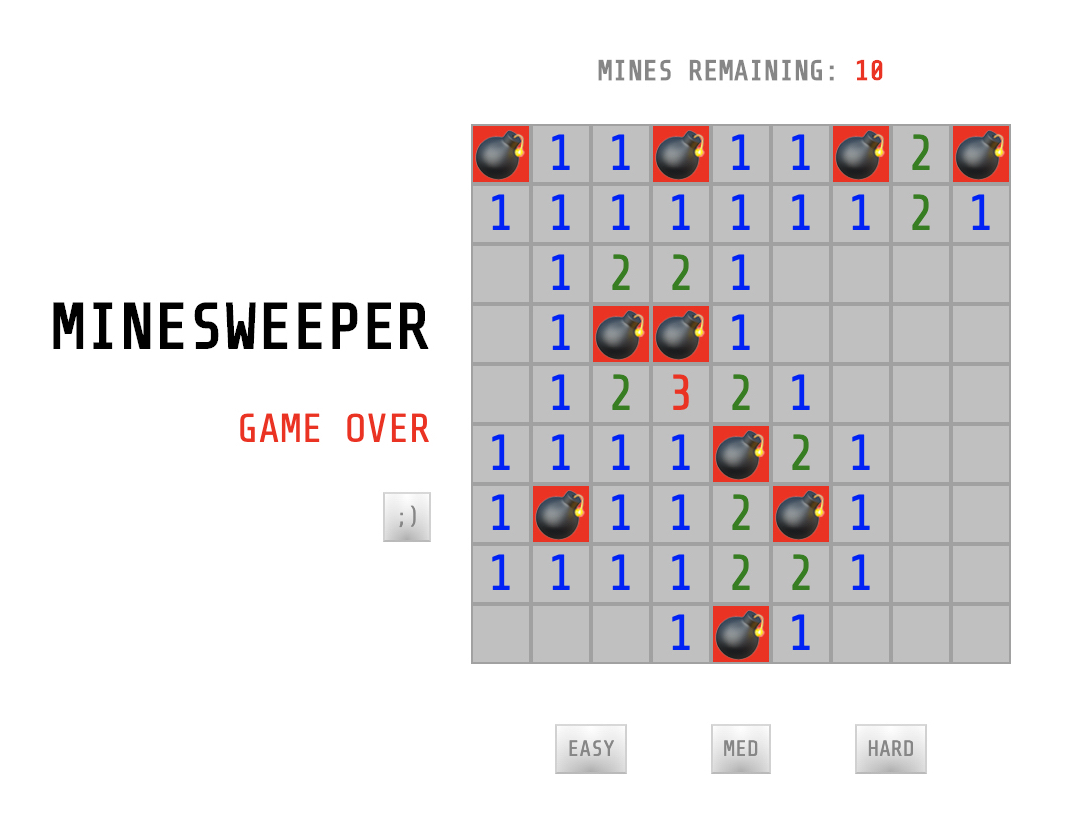 MINES REMAINING: 10
1 1 1 1 2
1 1 1 1 1 1 1 2 1
1 2 2 1
MINESWEEPER
1 1
1 2 3 2 1
GAME OVER
1 1 1 1 2 1
;)
1 1 1 2 1
1 1 1 1 2 2 1
1 1
EASY MED HARD